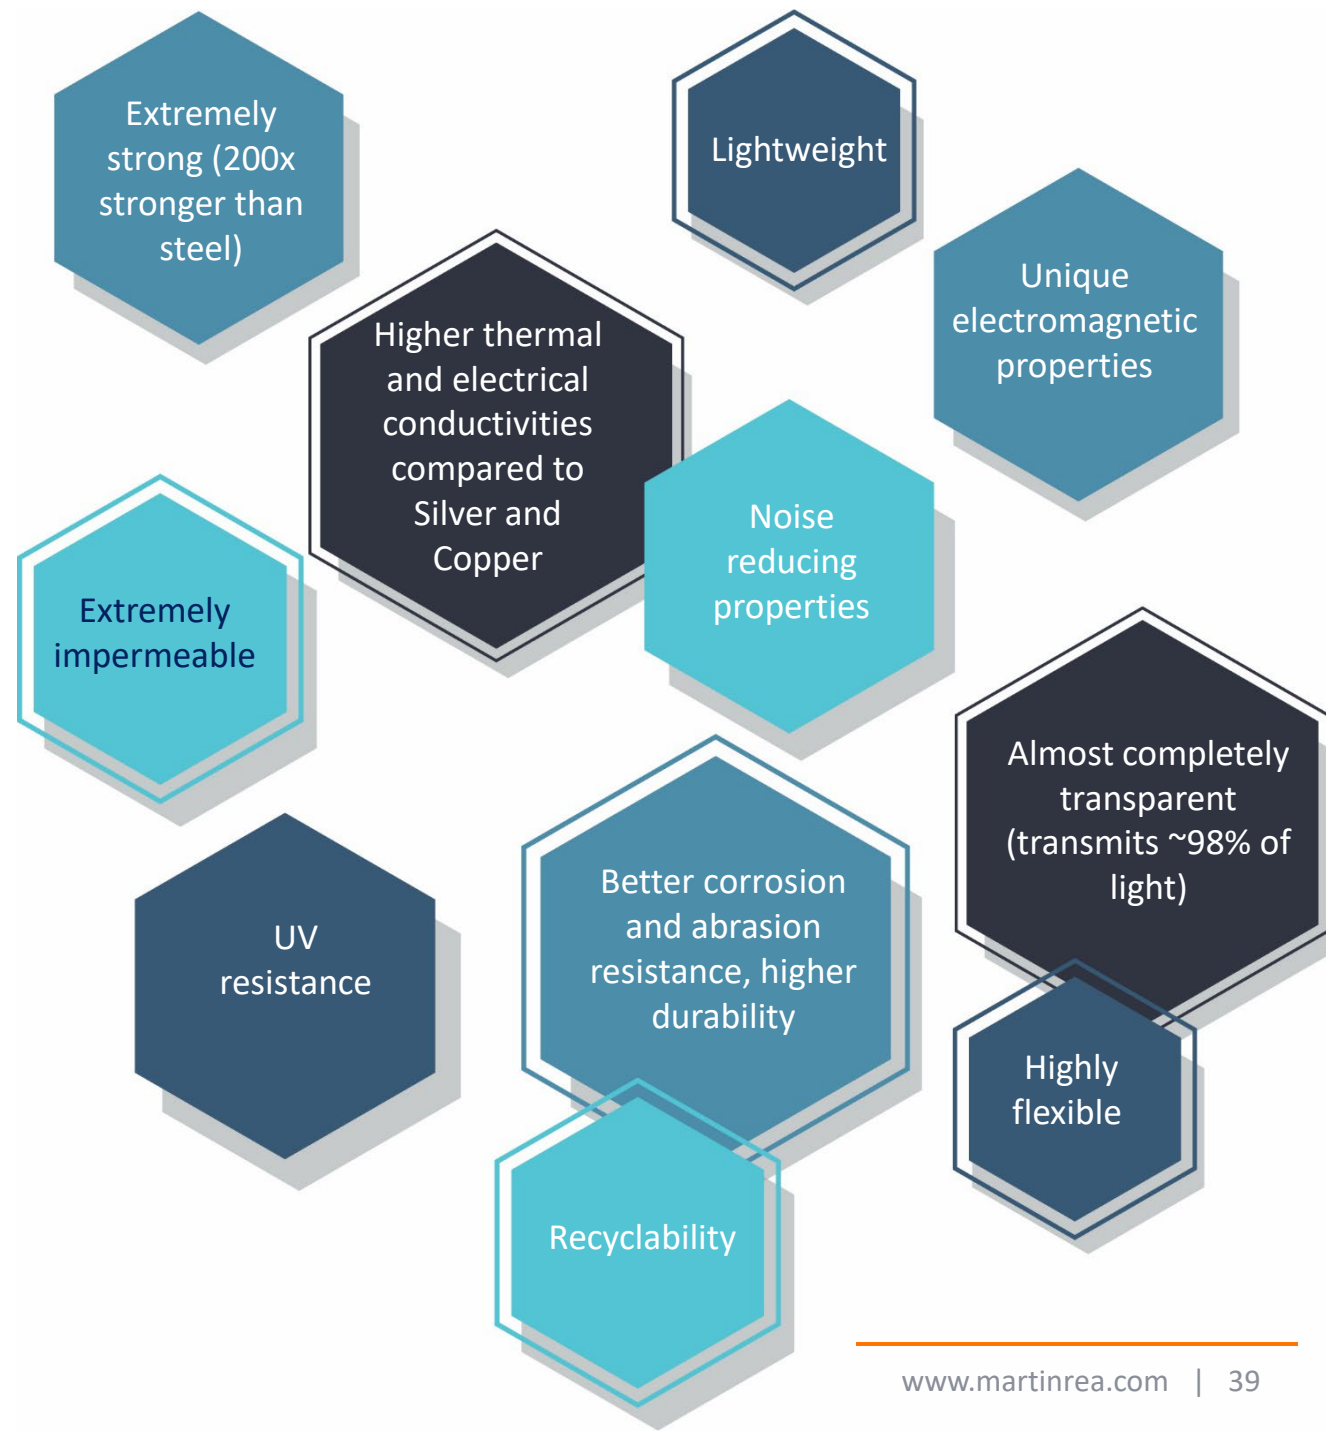 Extremely
strong (200x
stronger than
steel)
Lightweight
Unique
electromagnetic
properties
Higher thermal
and electrical
conductivities
compared to
Silver and
Copper
Noise
reducing
properties
Extremely
impermeable
Almost completely
transparent
(transmits ~98% of
light)
Better corrosion
and abrasion
resistance, higher
durability
UV
resistance
Highly
flexible
Recyclability
www.martinrea.com | 39